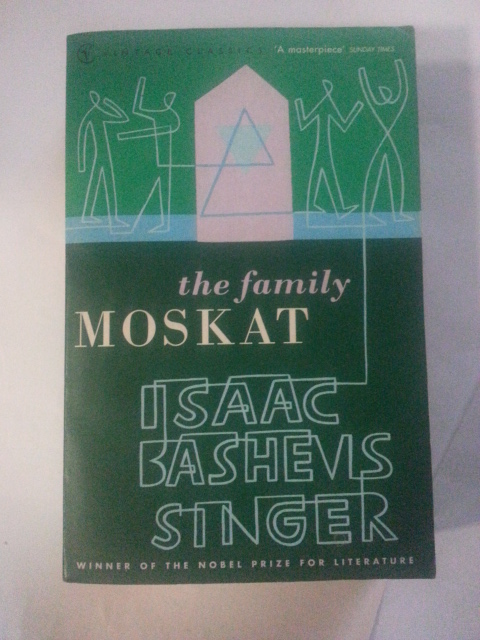 VINTAGE CLASSICS 'A masterpiece' SUNDAY TIMES
the family
MOSKAT
ISAAC
BASHEVIS
SINGER
WINNER OF THE NOBEL PRIZE FOR LITERATURE